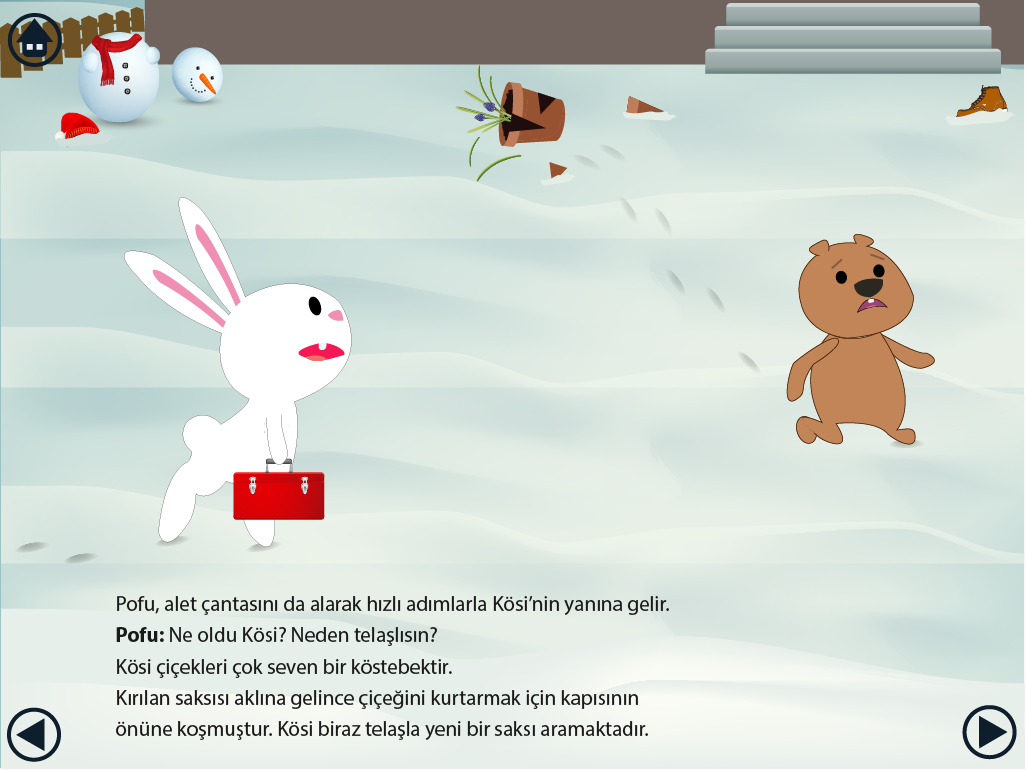 Pofu, alet çantasını da alarak hızlı adımlarla Kösi’nin yanına gelir.
Pofu: Ne oldu Kösi? Neden telaşlısın?
Kösi çiçekleri çok seven bir köstebektir.
Kırılan saksısı aklına gelince çiçeğini kurtarmak için kapısının
önüne koşmuştur. Kösi biraz telaşla yeni bir saksı aramaktadır.